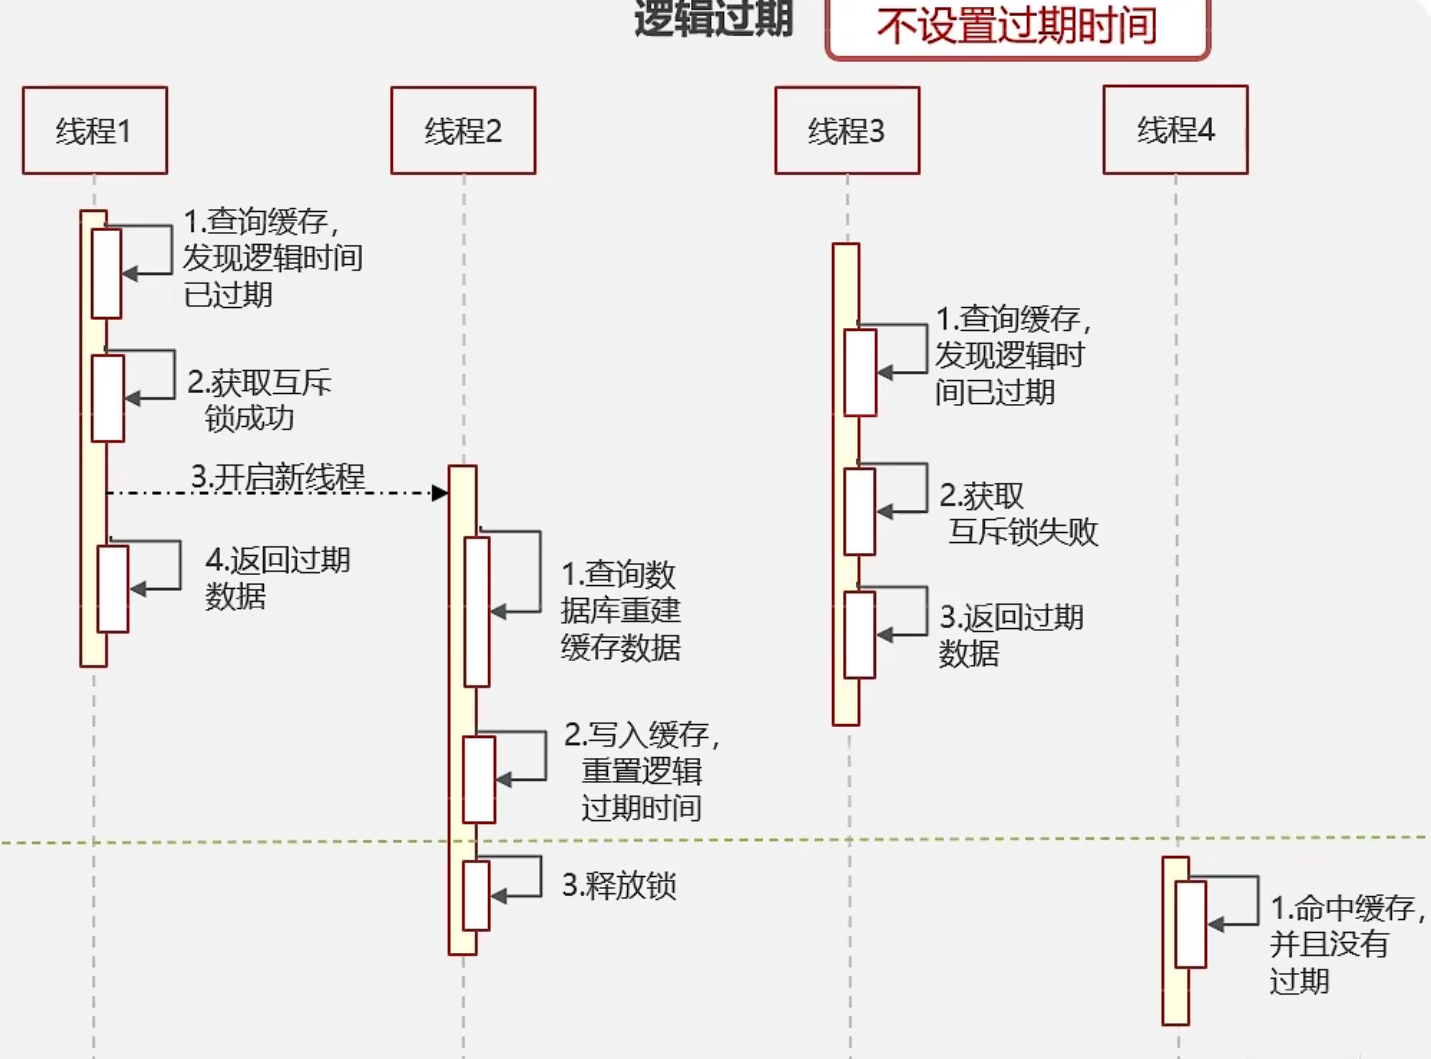 逻辑过期
不设置过期时间
线程1
线程2
线程3
线程4
1.查询缓存，
发现逻辑时间
已过期
2.获取互斥
锁成功
3.开启新线程
4.返回过期
数据
1.查询数
据库重建
缓存数据
2.写入缓存，
重置逻辑
过期时间
3.释放锁
1.查询缓存，
发现逻辑时
间已过期
2.获取
互斥锁失败
3.返回过期
数据
1.命中缓存，
并且没有
过期